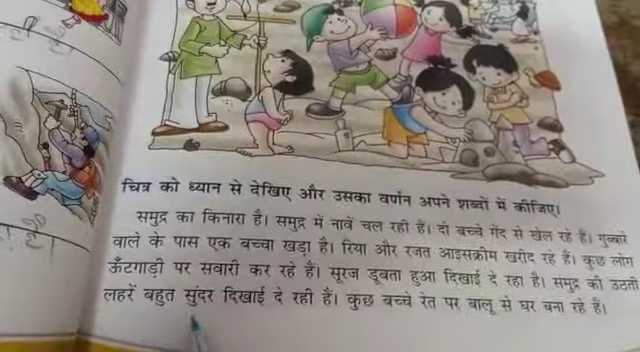 चित्र को ध्यान से देखिए और उसका वर्णन अपने शब्दों में कीजिए।
समुद्र का किनारा है। समुद्र में नावें चल रही हैं। दो बच्चे गेंद से खेल रहे हैं। गुब्बारे
वाले के पास एक बच्चा खड़ा है। रिया और रजत आइसक्रीम खरीद रहे हैं। कुछ लोग
ऊँटगाड़ी पर सवारी कर रहे हैं। सूरज डूबता हुआ दिखाई दे रहा है। समुद्र की उठती
लहरें बहुत सुंदर दिखाई दे रही हैं। कुछ बच्चे रेत पर बालू से घर बना रहे हैं।